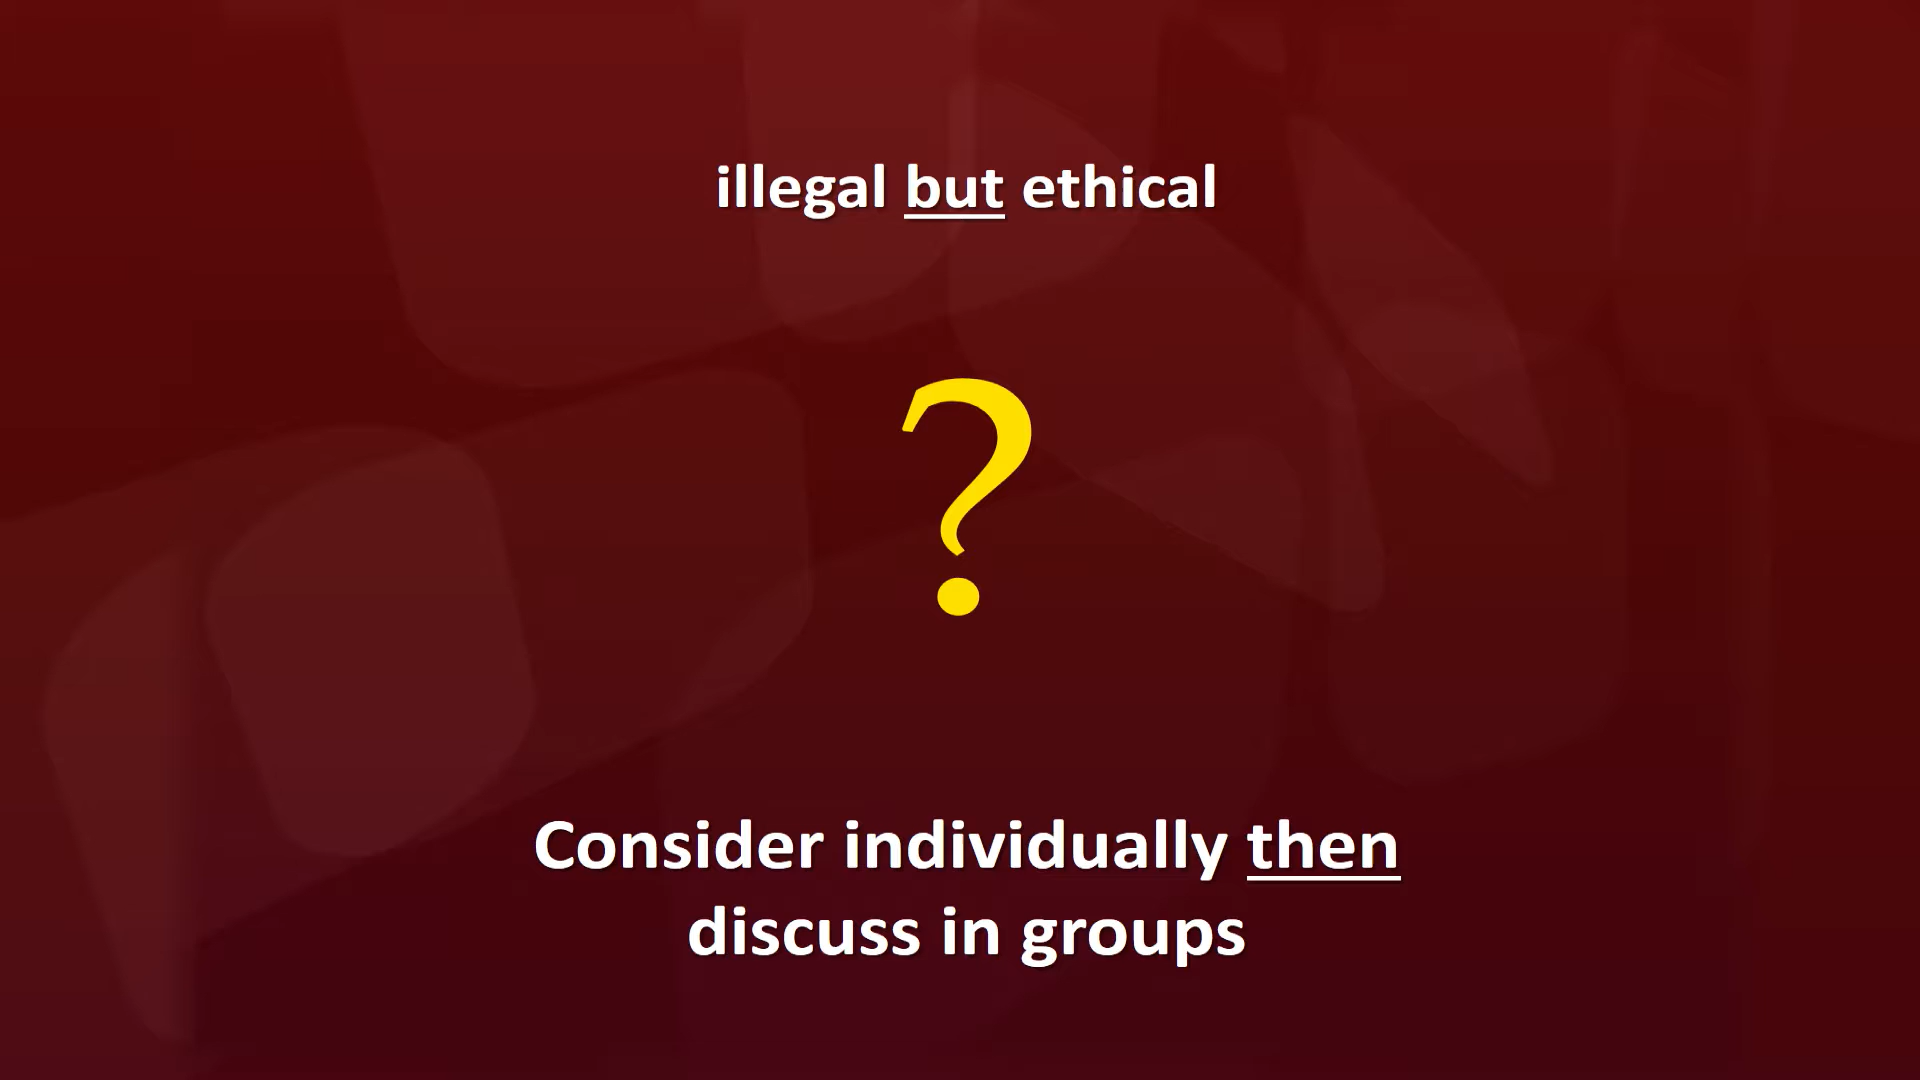 illegal but ethical
?
Consider individually then
discuss in groups